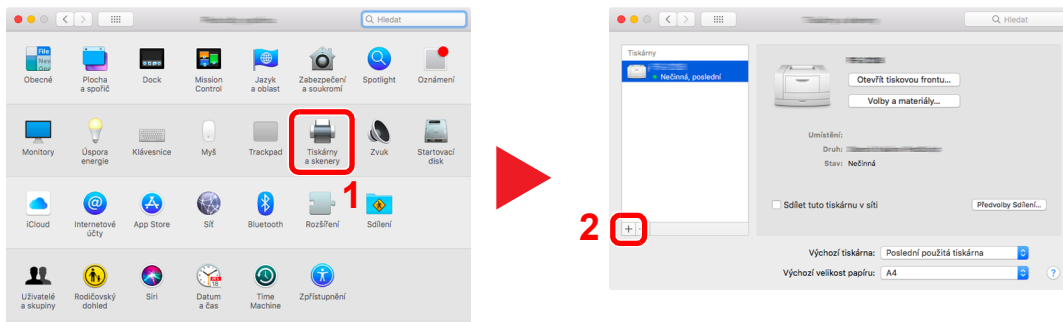 Hledat
Obecné
Plocha
a spořič
Dock
Mission
Control
Jazyk
a oblast
Zabezpečení
a soukromí
Spotlight
Oznámení
Monitory
Úspora
energie
Klávesnice
Myš
Trackpad
Tiskárny
a skenery
Zvuk
Startovací
disk
1
iCloud
Internetové
účty
App Store
Síť
Bluetooth
Rozšíření
Sdílení
Uživatelé
a skupiny
Rodičovský
dohled
Siri
Datum
a čas
Time
Machine
Zpřístupnění
Hledat
Tiskárny
Nečinná, poslední
Otevřít tiskovou frontu...
Volby a materiály...
Umístění:
Druh:
Stav: Nečinná
Sdílet tuto tiskárnu v síti
Předvolby Sdílení...
2
+ −
Výchozí tiskárna: Poslední použitá tiskárna
Výchozí velikost papíru: A4
?